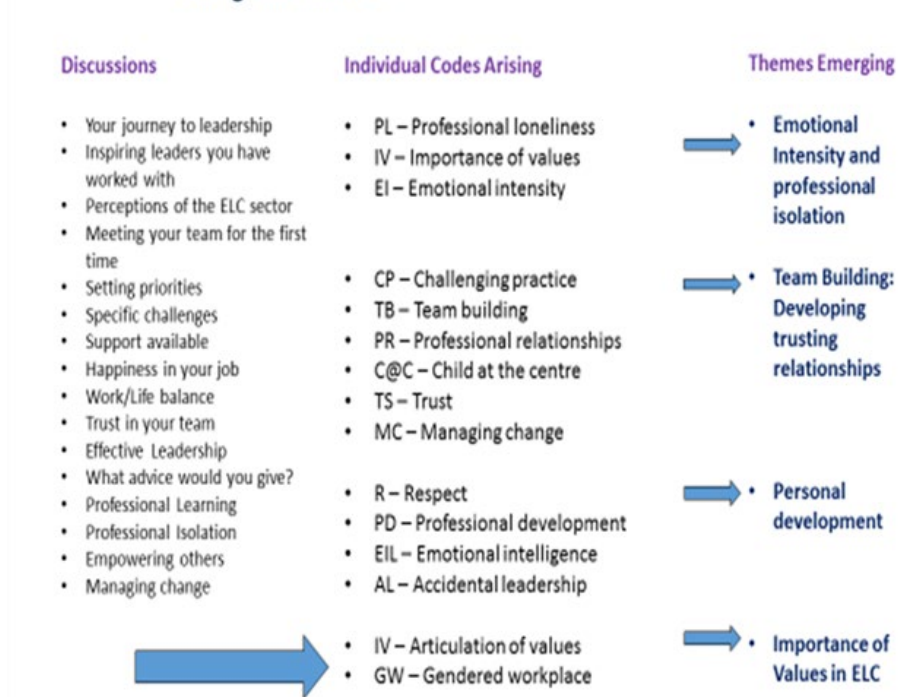 Discussions
• Your journey to leadership
• Inspiring leaders you have
worked with
• Perceptions of the ELC sector
• Meeting your team for the first
time
• Setting priorities
• Specific challenges
• Support available
• Happiness in your job
• Work/Life balance
• Trust in your team
• Effective Leadership
• What advice would you give?
• Professional Learning
• Professional Isolation
• Empowering others
• Managing change
Individual Codes Arising
• PL – Professional loneliness
• IV – Importance of values
• EI – Emotional intensity
• CP – Challenging practice
• TB – Team building
• PR – Professional relationships
• C@C – Child at the centre
• TS – Trust
• MC – Managing change
• R – Respect
• PD – Professional development
• EIL – Emotional intelligence
• AL – Accidental leadership
• IV – Articulation of values
• GW – Gendered workplace
Themes Emerging
• Emotional
Intensity and
professional
isolation
• Team Building:
Developing
trusting
relationships
• Personal
development
• Importance of
Values in ELC